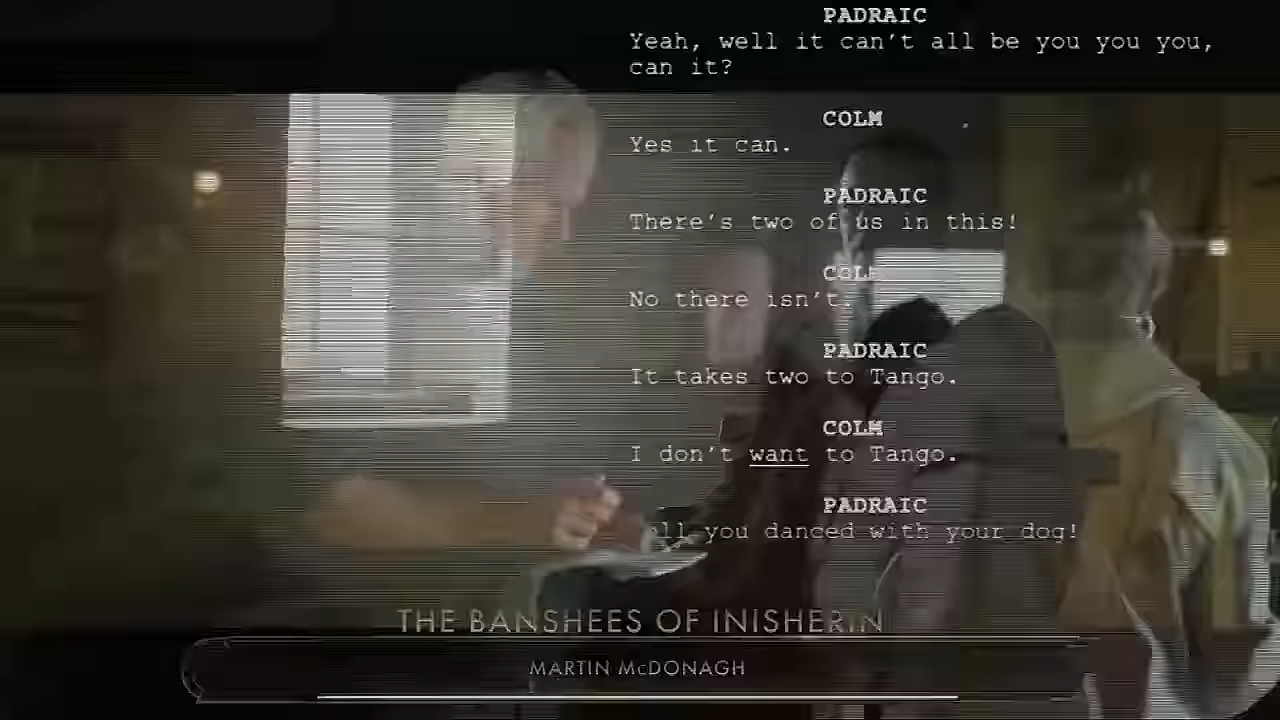 PADRAIC
Yeah, well it can't all be you you you,
can it?
COLM
Yes it can.
PADRAIC
There's two of us in this!
COLM
No there isn't.
PADRAIC
It takes two to Tango.
COLM
I don't want to Tango.
PADRAIC
you danced with your dog!
THE BANSHEES OF INISHERIN
MARTIN McDONAGH